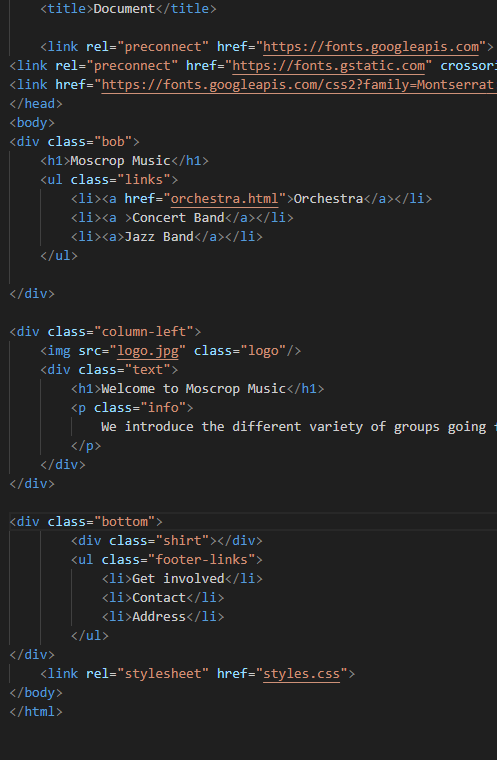 <title>Document</title>
<link rel="preconnect" href="https://fonts.googleapis.com">
<link rel="preconnect" href="https://fonts.gstatic.com" crossori
<link href="https://fonts.googleapis.com/css2?family=Montserrat
</head>
<body>
<div class="bob">
<h1>Moscrop Music</h1>
<ul class="links">
<li><a href="orchestra.html">Orchestra</a></li>
<li><a >Concert Band</a></li>
<li><a>Jazz Band</a></li>
</ul>
</div>
<div class="column-left">
<img src="logo.jpg" class="logo"/>
<div class="text">
<h1>Welcome to Moscrop Music</h1>
<p class="info">
We introduce the different variety of groups going
</p>
</div>
</div>
<div class="bottom">
<div class="shirt"></div>
<ul class="footer-links">
<li>Get involved</li>
<li>Contact</li>
<li>Address</li>
</ul>
</div>
<link rel="stylesheet" href="styles.css">
</body>
</html>